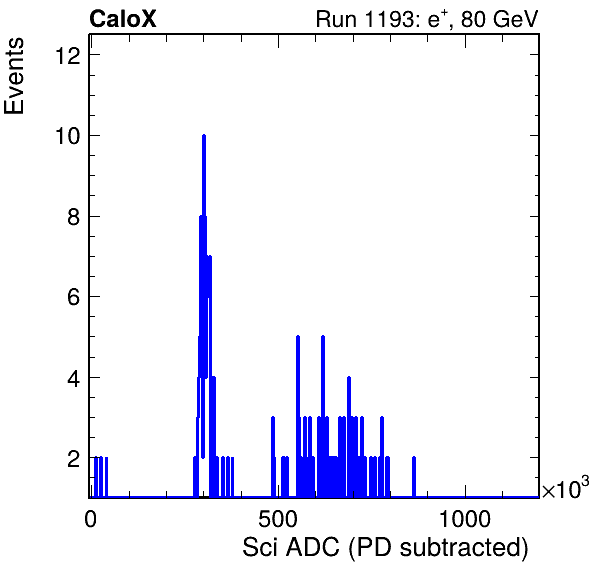 CaloX Run 1193: e⁺, 80 GeV
Events
12
10
8
6
4
2
0 500 1000 ×10³
Sci ADC (PD subtracted)